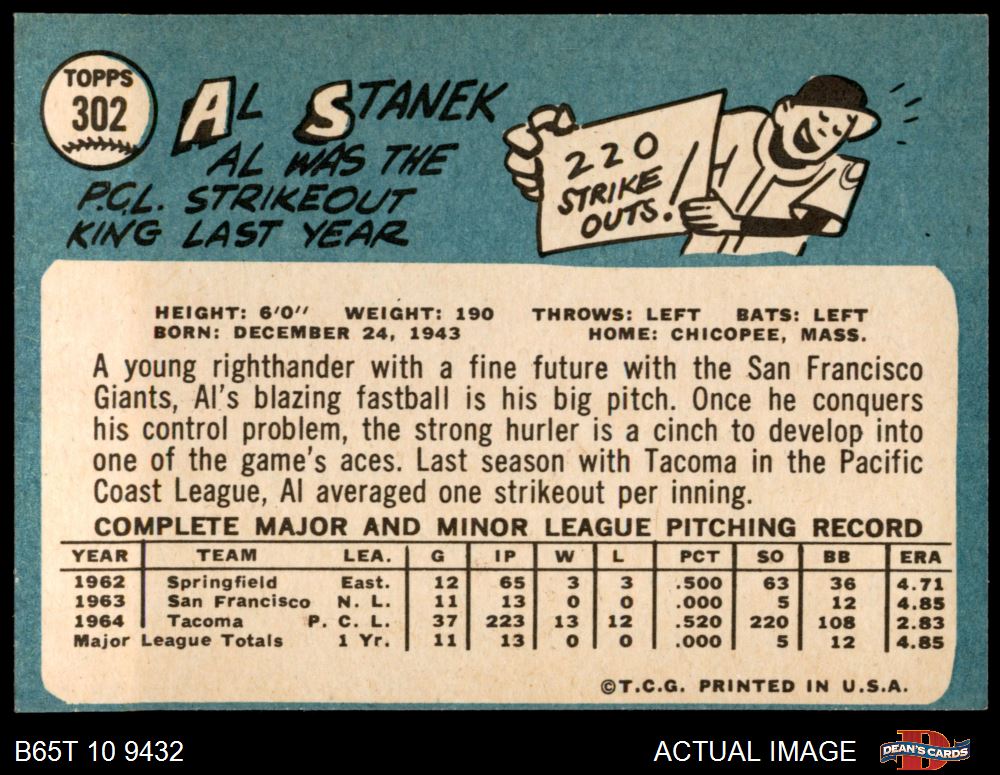 TOPPS
302
AL STANEK
AL WAS THE
P.C.L. STRIKEOUT
KING LAST YEAR
220
STRIKE
OUTS!
HEIGHT: 6'0" WEIGHT: 190 THROWS: LEFT BATS: LEFT
BORN: DECEMBER 24, 1943 HOME: CHICOPEE, MASS.
A young righthander with a fine future with the San Francisco
Giants, Al's blazing fastball is his big pitch. Once he conquers
his control problem, the strong hurler is a cinch to develop into
one of the game's aces. Last season with Tacoma in the Pacific
Coast League, Al averaged one strikeout per inning.
COMPLETE MAJOR AND MINOR LEAGUE PITCHING RECORD
YEAR TEAM LEA. G IP W L PCT SO BB ERA
1962 Springfield East. 12 65 3 3 .500 63 36 4.71
1963 San Francisco N. L. 11 13 0 0 .000 5 12 4.85
1964 Tacoma P. C. L. 37 223 13 12 .520 220 108 2.83
Major League Totals 1 Yr. 11 13 0 0 .000 5 12 4.85
©T.C.G. PRINTED IN U.S.A.
B65T 10 9432 ACTUAL IMAGE
D
DEAN'S CARDS